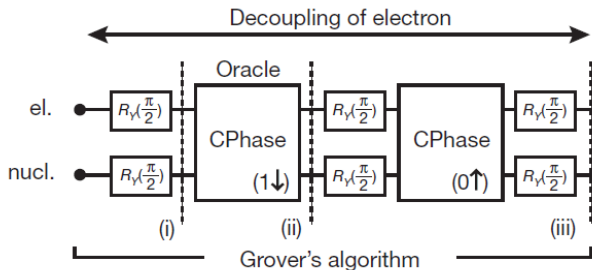 Decoupling of electron
Oracle
el. R_Y(π/2) R_Y(π/2) R_Y(π/2)
CPhase CPhase
nucl. R_Y(π/2) (1↓) R_Y(π/2) (0↑) R_Y(π/2)
(i) (ii) (iii)
Grover's algorithm